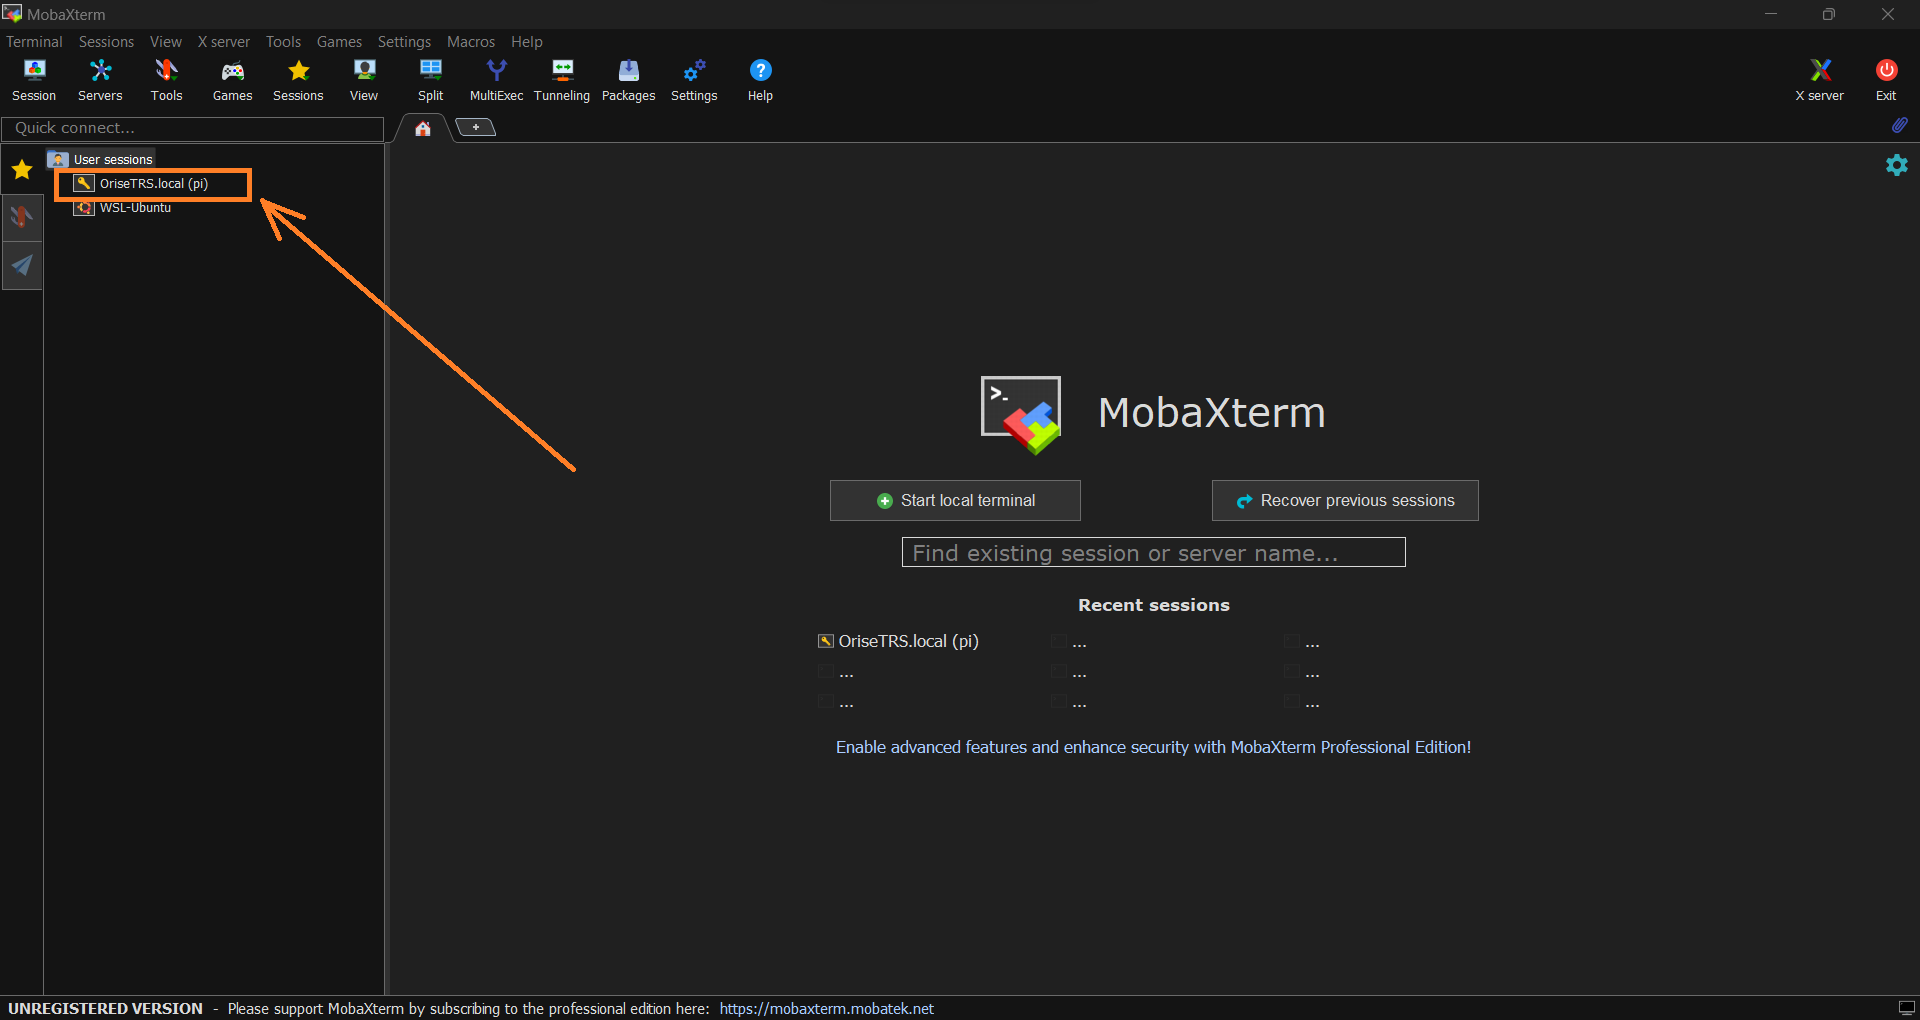 MobaXterm
Terminal Sessions View X server Tools Games Settings Macros Help
Session Servers Tools Games Sessions View Split MultiExec Tunneling Packages Settings Help X server Exit
Quick connect...
+
User sessions
OriseTRS.local (pi)
WSL-Ubuntu
>_
MobaXterm
Start local terminal
Recover previous sessions
Find existing session or server name...
Recent sessions
OriseTRS.local (pi) ... ...
... ... ...
... ... ...
Enable advanced features and enhance security with MobaXterm Professional Edition!
UNREGISTERED VERSION - Please support MobaXterm by subscribing to the professional edition here: https://mobaxterm.mobatek.net